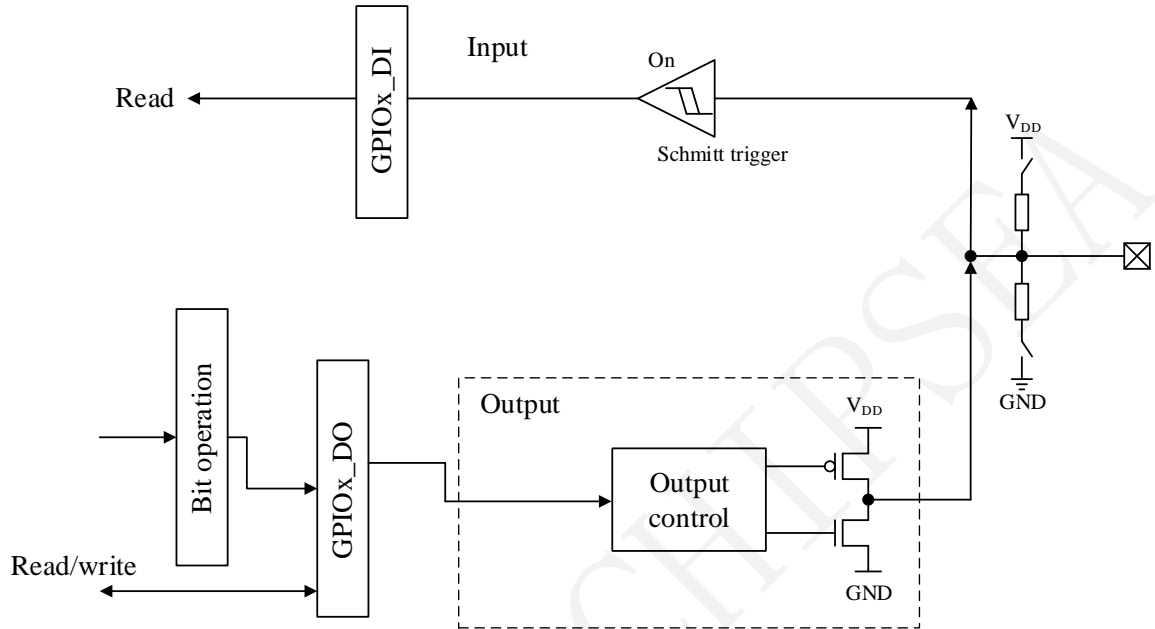 Input
On
Read
GPIOx_DI
Schmitt trigger
VDD
GND
Bit operation
GPIOx_DO
Read/write
Output
VDD
Output
control
GND
CHIPSEA